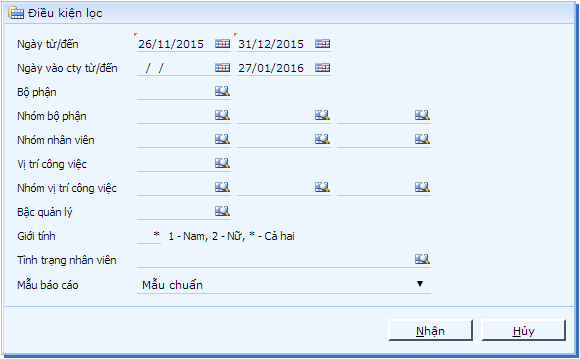 Điều kiện lọc
Ngày từ/đến 26/11/2015 31/12/2015
Ngày vào cty từ/đến / / 27/01/2016
Bộ phận
Nhóm bộ phận
Nhóm nhân viên
Vị trí công việc
Nhóm vị trí công việc
Bậc quản lý
Giới tính * 1 - Nam, 2 - Nữ, * - Cả hai
Tình trạng nhân viên
Mẫu báo cáo Mẫu chuẩn
Nhận Hủy